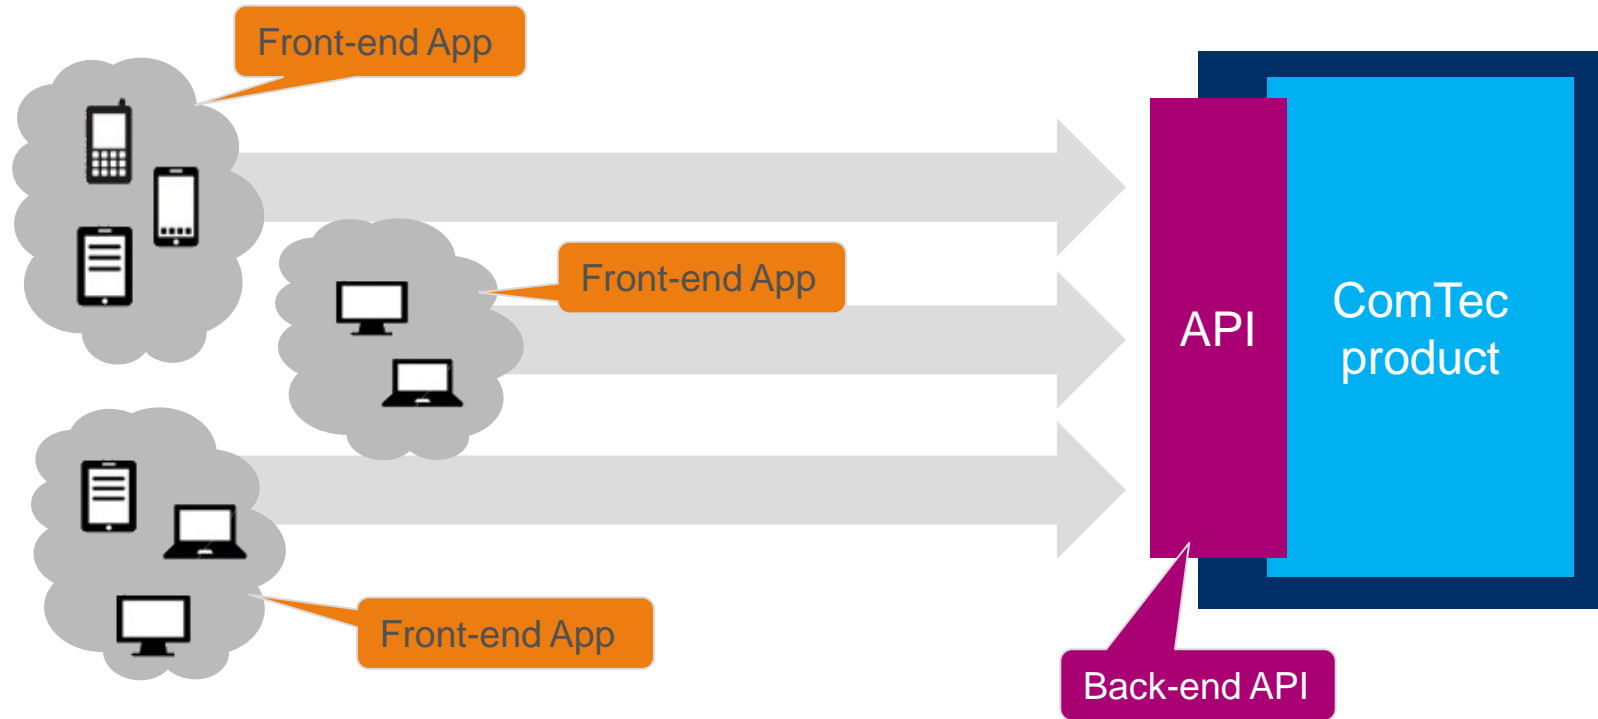 Front-end App
Front-end App
API
ComTec
product
Front-end App
Back-end API